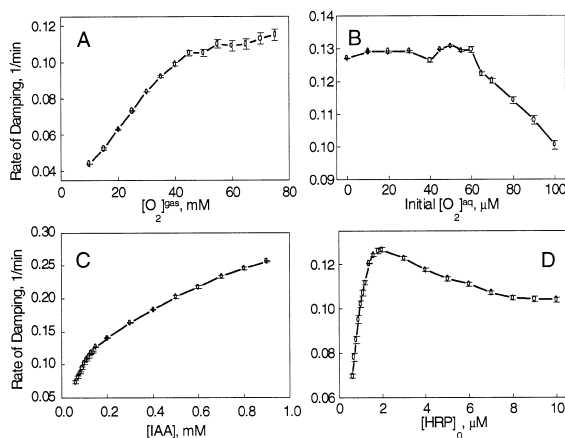 A
0.12
0.10
0.08
0.06
0.04
0 20 40 60 80
[O2]gas, mM
Rate of Damping, 1/min
B
0.14
0.13
0.12
0.11
0.10
0.09
0 20 40 60 80 100
Initial [O2]aq, μM
C
0.30
0.25
0.20
0.15
0.10
0.05
0.0 0.2 0.4 0.6 0.8 1.0
[IAA], mM
Rate of Damping, 1/min
D
0.12
0.10
0.08
0.06
0 2 4 6 8 10
[HRP]0, μM